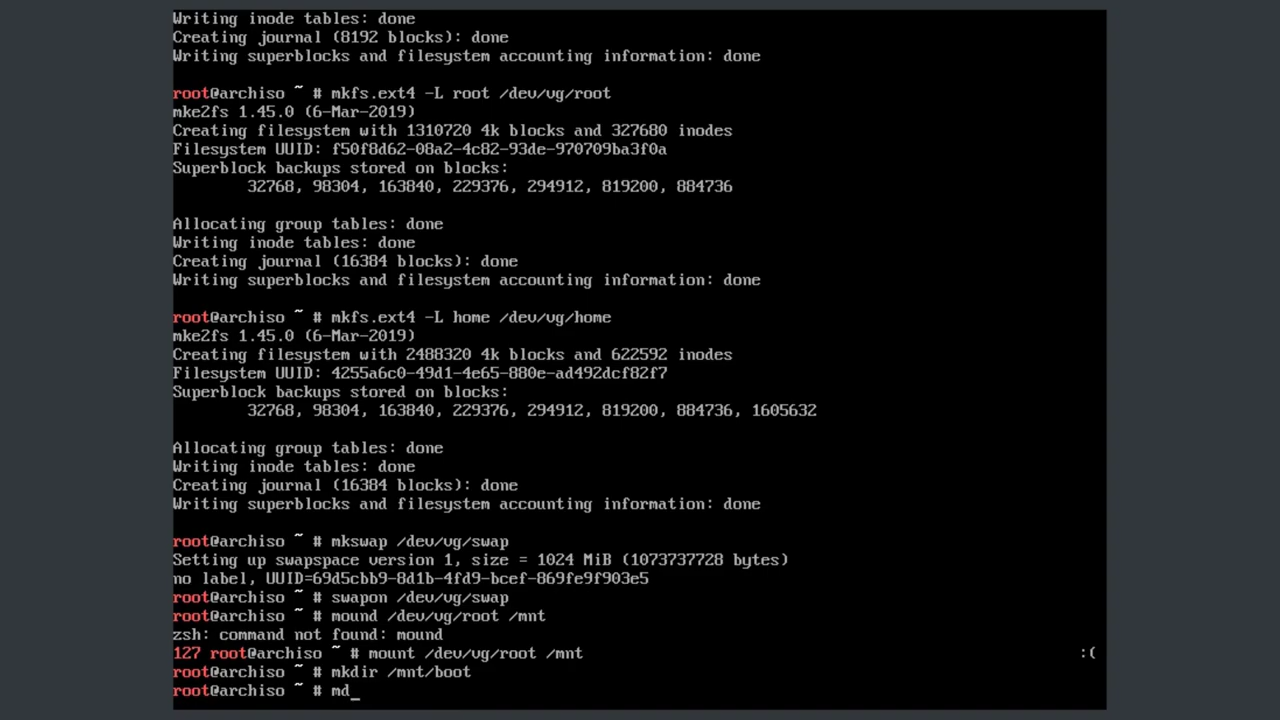 Writing inode tables: done
Creating journal (8192 blocks): done
Writing superblocks and filesystem accounting information: done
root@archiso ~ # mkfs.ext4 -L root /dev/vg/root
mke2fs 1.45.0 (6-Mar-2019)
Creating filesystem with 1310720 4k blocks and 327680 inodes
Filesystem UUID: f50f8d62-08a2-4c82-93de-970709ba3f0a
Superblock backups stored on blocks:
32768, 98304, 163840, 229376, 294912, 819200, 884736
Allocating group tables: done
Writing inode tables: done
Creating journal (16384 blocks): done
Writing superblocks and filesystem accounting information: done
root@archiso ~ # mkfs.ext4 -L home /dev/vg/home
mke2fs 1.45.0 (6-Mar-2019)
Creating filesystem with 2488320 4k blocks and 622592 inodes
Filesystem UUID: 4255a6c0-49d1-4e65-880e-ad492dcf82f7
Superblock backups stored on blocks:
32768, 98304, 163840, 229376, 294912, 819200, 884736, 1605632
Allocating group tables: done
Writing inode tables: done
Creating journal (16384 blocks): done
Writing superblocks and filesystem accounting information: done
root@archiso ~ # mkswap /dev/vg/swap
Setting up swapspace version 1, size = 1024 MiB (1073737728 bytes)
no label, UUID=69d5cbb9-8d1b-4fd9-bcef-869fe9f903e5
root@archiso ~ # swapon /dev/vg/swap
root@archiso ~ # mound /dev/vg/root /mnt
zsh: command not found: mound
127 root@archiso ~ # mount /dev/vg/root /mnt :(
root@archiso ~ # mkdir /mnt/boot
root@archiso ~ # md_